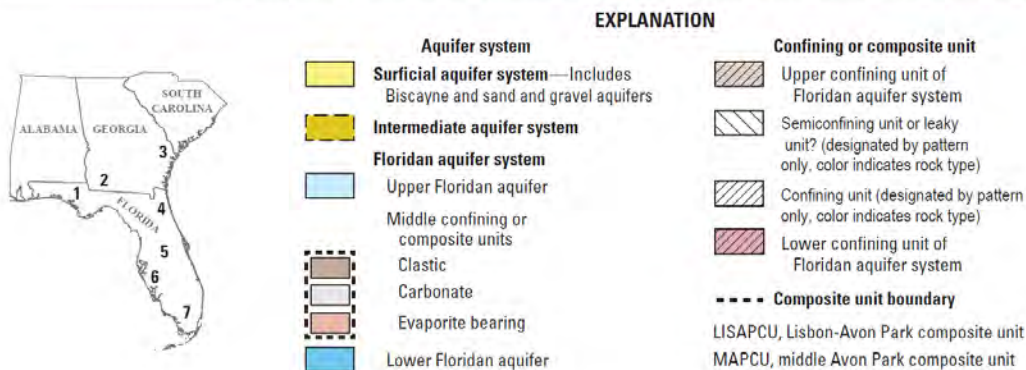 EXPLANATION
SOUTH
CAROLINA
ALABAMA
GEORGIA
3
2
1
FLORIDA
4
5
6
7
Aquifer system
Surficial aquifer system—Includes
Biscayne and sand and gravel aquifers
Intermediate aquifer system
Floridan aquifer system
Upper Floridan aquifer
Middle confining or
composite units
Clastic
Carbonate
Evaporite bearing
Lower Floridan aquifer
Confining or composite unit
Upper confining unit of
Floridan aquifer system
Semiconfining unit or leaky
unit? (designated by pattern
only, color indicates rock type)
Confining unit (designated by pattern
only, color indicates rock type)
Lower confining unit of
Floridan aquifer system
Composite unit boundary
LISAPCU, Lisbon-Avon Park composite unit
MAPCU, middle Avon Park composite unit